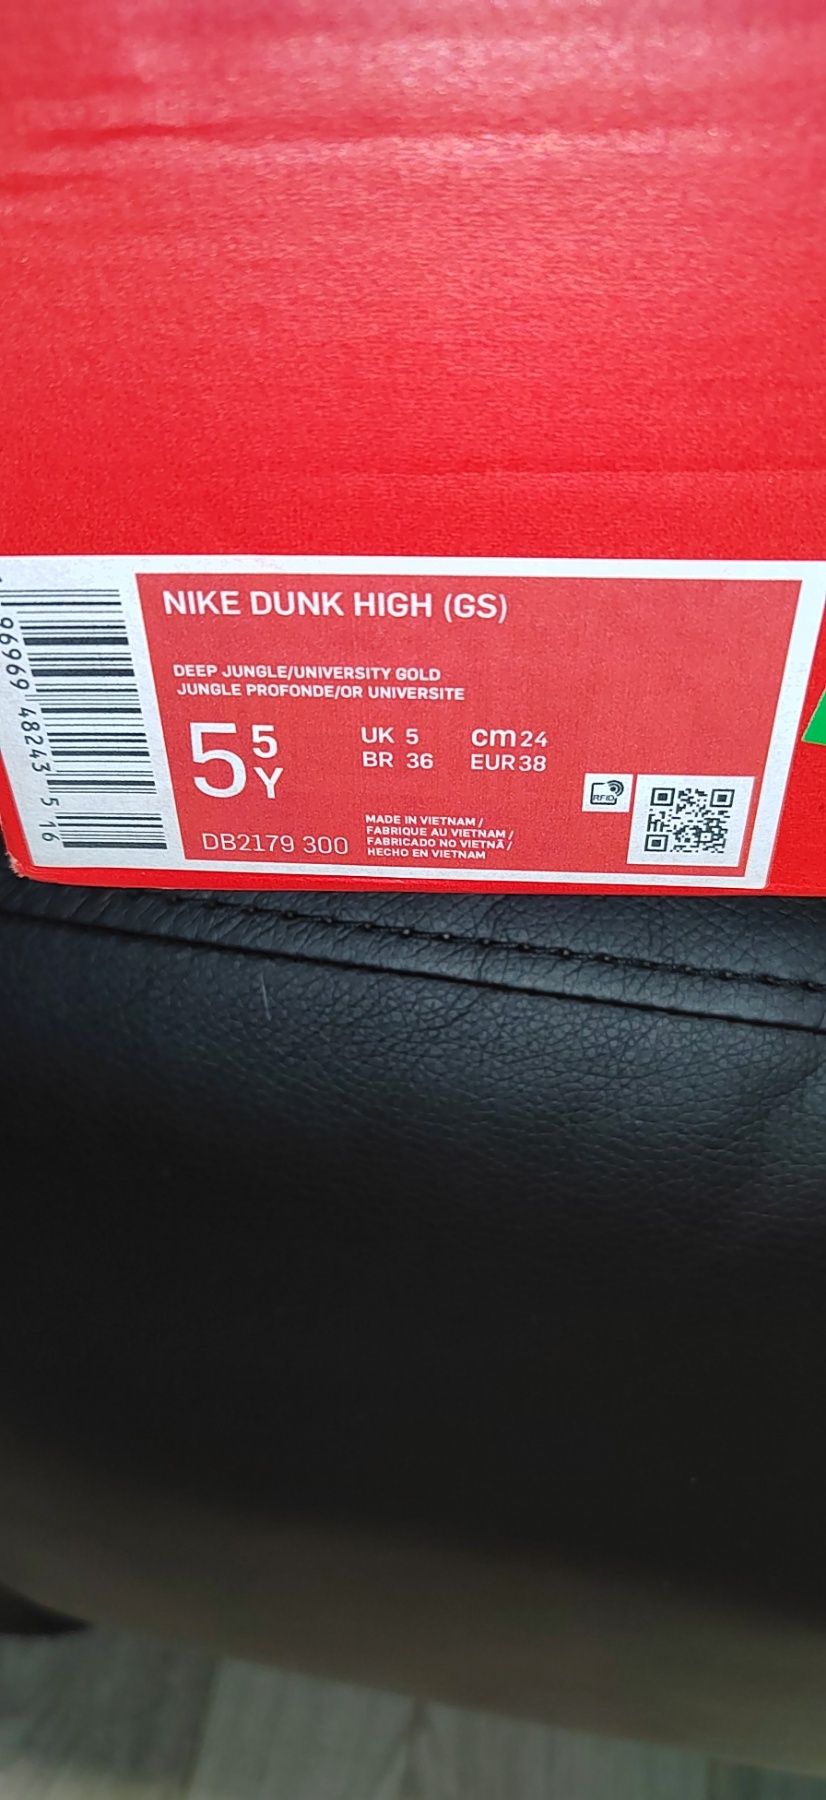 NIKE DUNK HIGH (GS)
DEEP JUNGLE/UNIVERSITY GOLD
JUNGLE PROFONDE/OR UNIVERSITE
5 5 Y
UK 5 cm 24
BR 36 EUR 38
RFID
DB2179 300
MADE IN VIETNAM /
FABRIQUE AU VIETNAM /
FABRICADO NO VIETNÃ /
HECHO EN VIETNAM
96969 48243 5 16